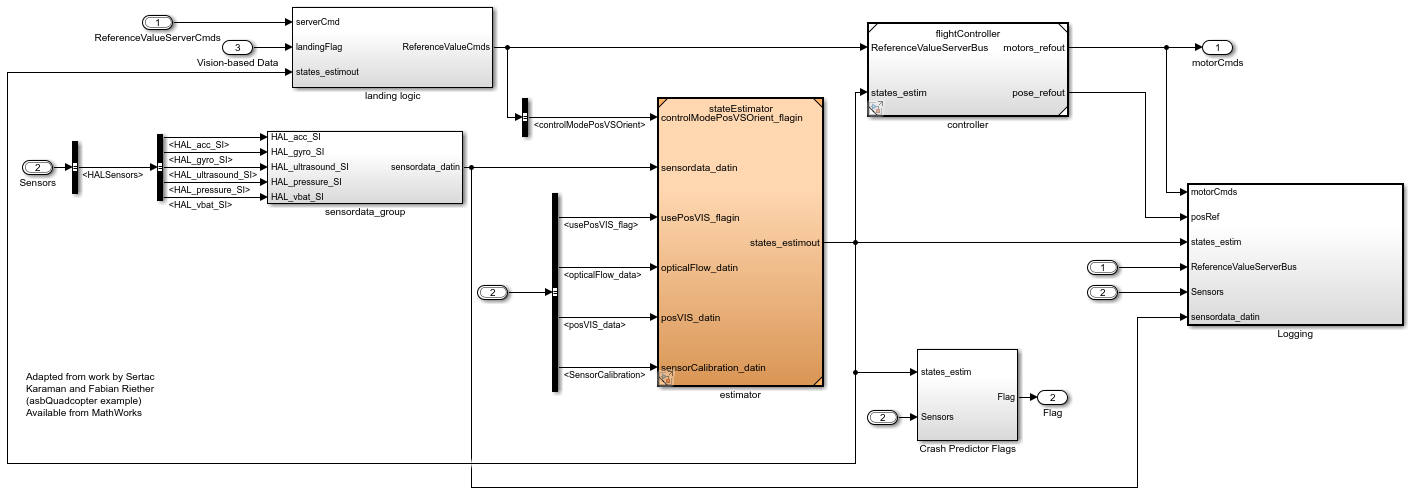 1
ReferenceValueServerCmds
3
Vision-based Data
serverCmd
landingFlag
states_estimout
ReferenceValueCmds
landing logic
flightController
ReferenceValueServerBus
motors_refout
states_estim
pose_refout
controller
1
motorCmds
<controlModePosVSOrient>
2
Sensors
<HALSensors>
<HAL_acc_SI>
<HAL_gyro_SI>
<HAL_ultrasound_SI>
<HAL_pressure_SI>
<HAL_vbat_SI>
HAL_acc_SI
HAL_gyro_SI
HAL_ultrasound_SI
HAL_pressure_SI
HAL_vbat_SI
sensordata_datin
sensordata_group
2
<usePosVIS_flag>
<opticalFlow_data>
<posVIS_data>
<SensorCalibration>
stateEstimator
controlModePosVSOrient_flagin
sensordata_datin
usePosVIS_flagin
states_estimout
opticalFlow_datin
posVIS_datin
sensorCalibration_datin
estimator
1
2
motorCmds
posRef
states_estim
ReferenceValueServerBus
Sensors
sensordata_datin
Logging
2
states_estim
Flag
Sensors
Crash Predictor Flags
2
Flag
Adapted from work by Sertac
Karaman and Fabian Riether
(asbQuadcopter example)
Available from MathWorks